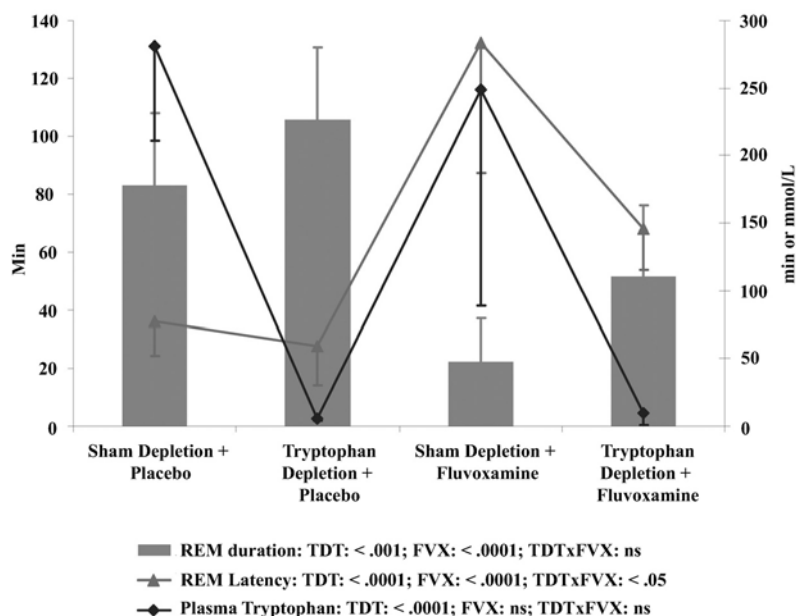 140
120
100
80
60
40
20
0
Min
300
250
200
150
100
50
0
min or mmol/L
Sham Depletion +
Placebo
Tryptophan
Depletion +
Placebo
Sham Depletion +
Fluvoxamine
Tryptophan
Depletion +
Fluvoxamine
REM duration: TDT: < .001; FVX: < .0001; TDTxFVX: ns
REM Latency: TDT: < .0001; FVX: < .0001; TDTxFVX: < .05
Plasma Tryptophan: TDT: < .0001; FVX: ns; TDTxFVX: ns